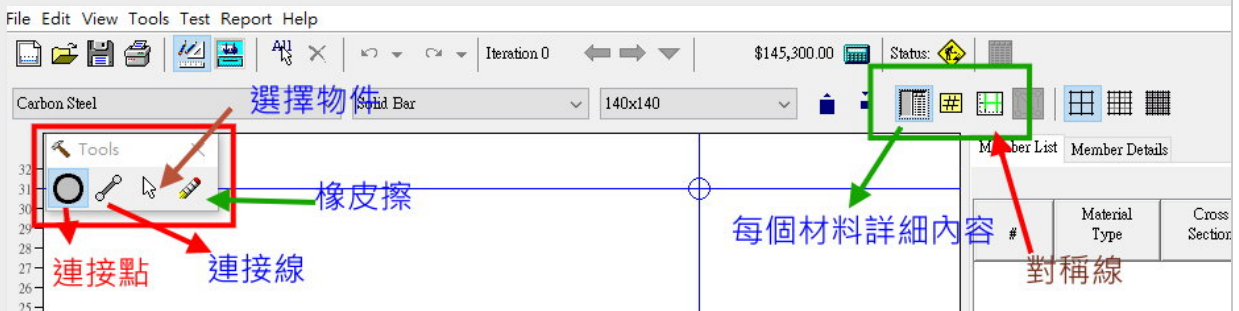 File Edit View Tools Test Report Help
All
Iteration 0
$145,300.00
Status:
Carbon Steel
選擇物件
Solid Bar
140x140
#
Tools
Member List
Member Details
32
31
30
29
28
27
26
25
橡皮擦
每個材料詳細內容
連接點
連接線
#
Material
Type
Cross
Section
對稱線